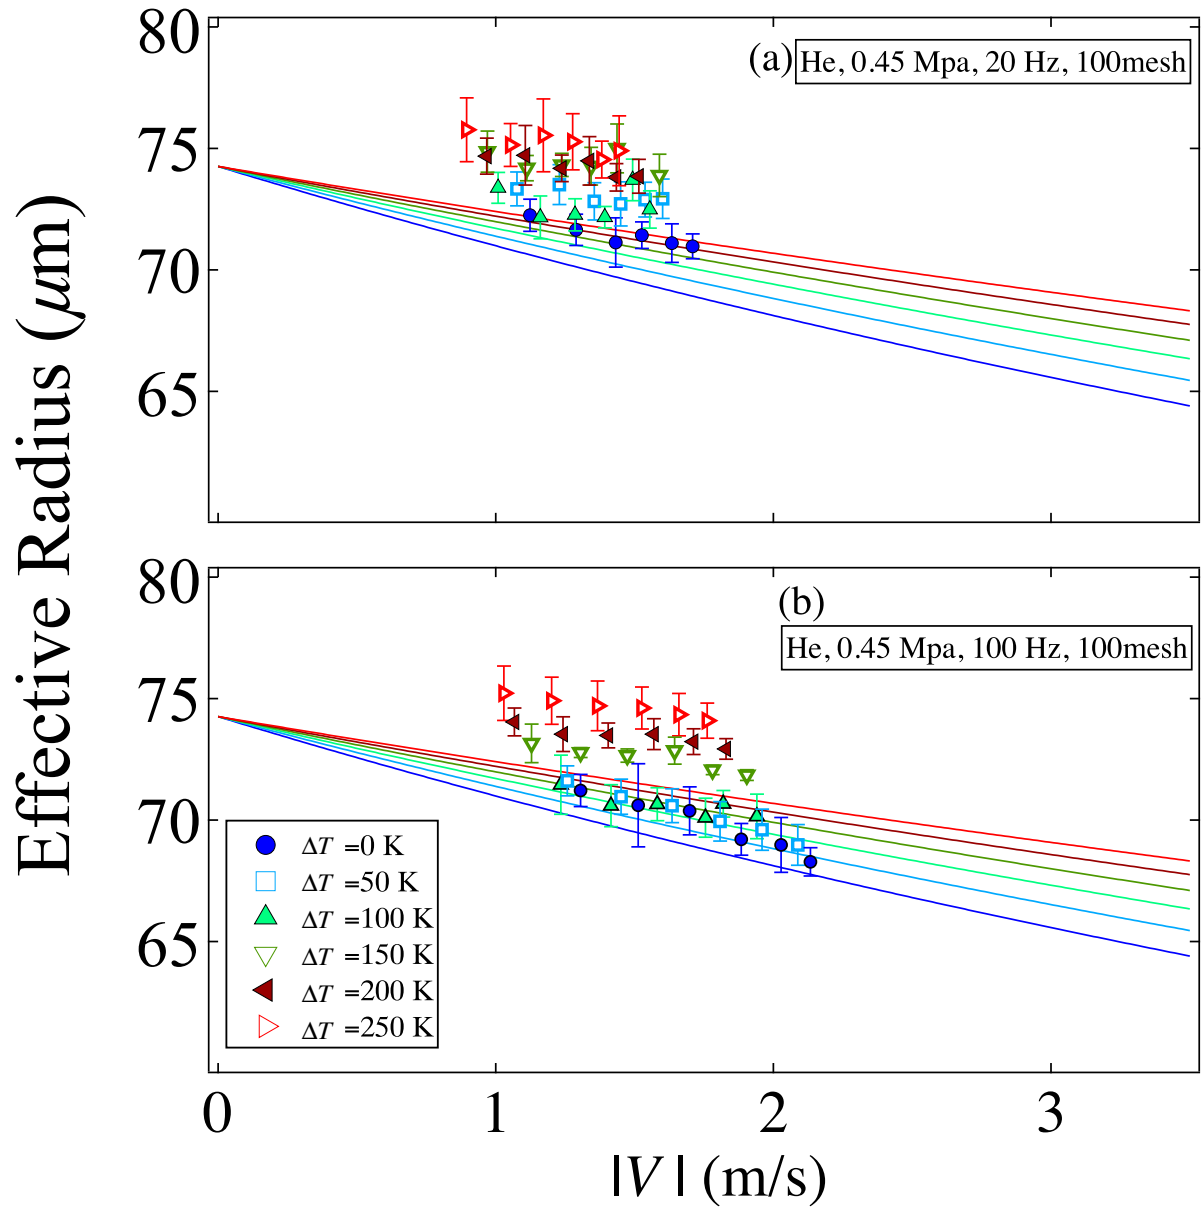 Effective Radius (μm)
80
75
70
65
(a)
He, 0.45 Mpa, 20 Hz, 100mesh
80
75
70
65
(b)
He, 0.45 Mpa, 100 Hz, 100mesh
ΔT =0 K
ΔT =50 K
ΔT =100 K
ΔT =150 K
ΔT =200 K
ΔT =250 K
0 1 2 3
|V| (m/s)